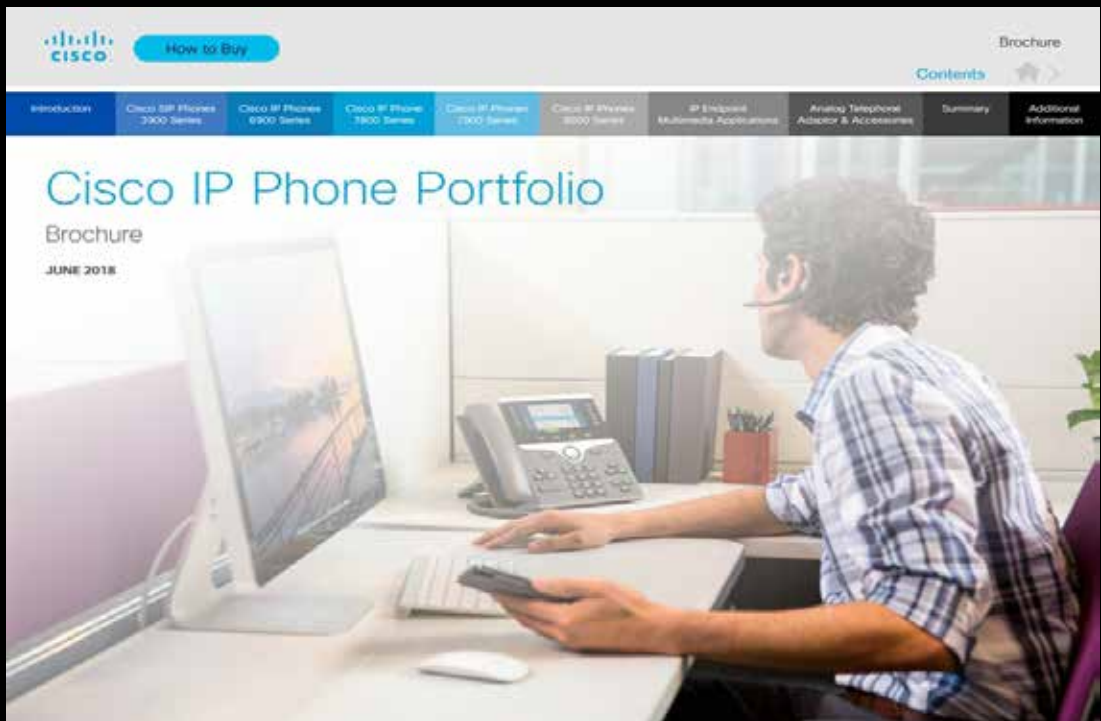 CISCO
How to Buy
Brochure
Contents
Introduction
Cisco SIP Phones
3900 Series
Cisco IP Phones
6900 Series
Cisco IP Phone
7800 Series
Cisco IP Phones
7900 Series
Cisco IP Phones
8800 Series
IP Endpoint
Multimedia Applications
Analog Telephone
Adaptor & Accessories
Summary
Additional
Information
Cisco IP Phone Portfolio
Brochure
JUNE 2018